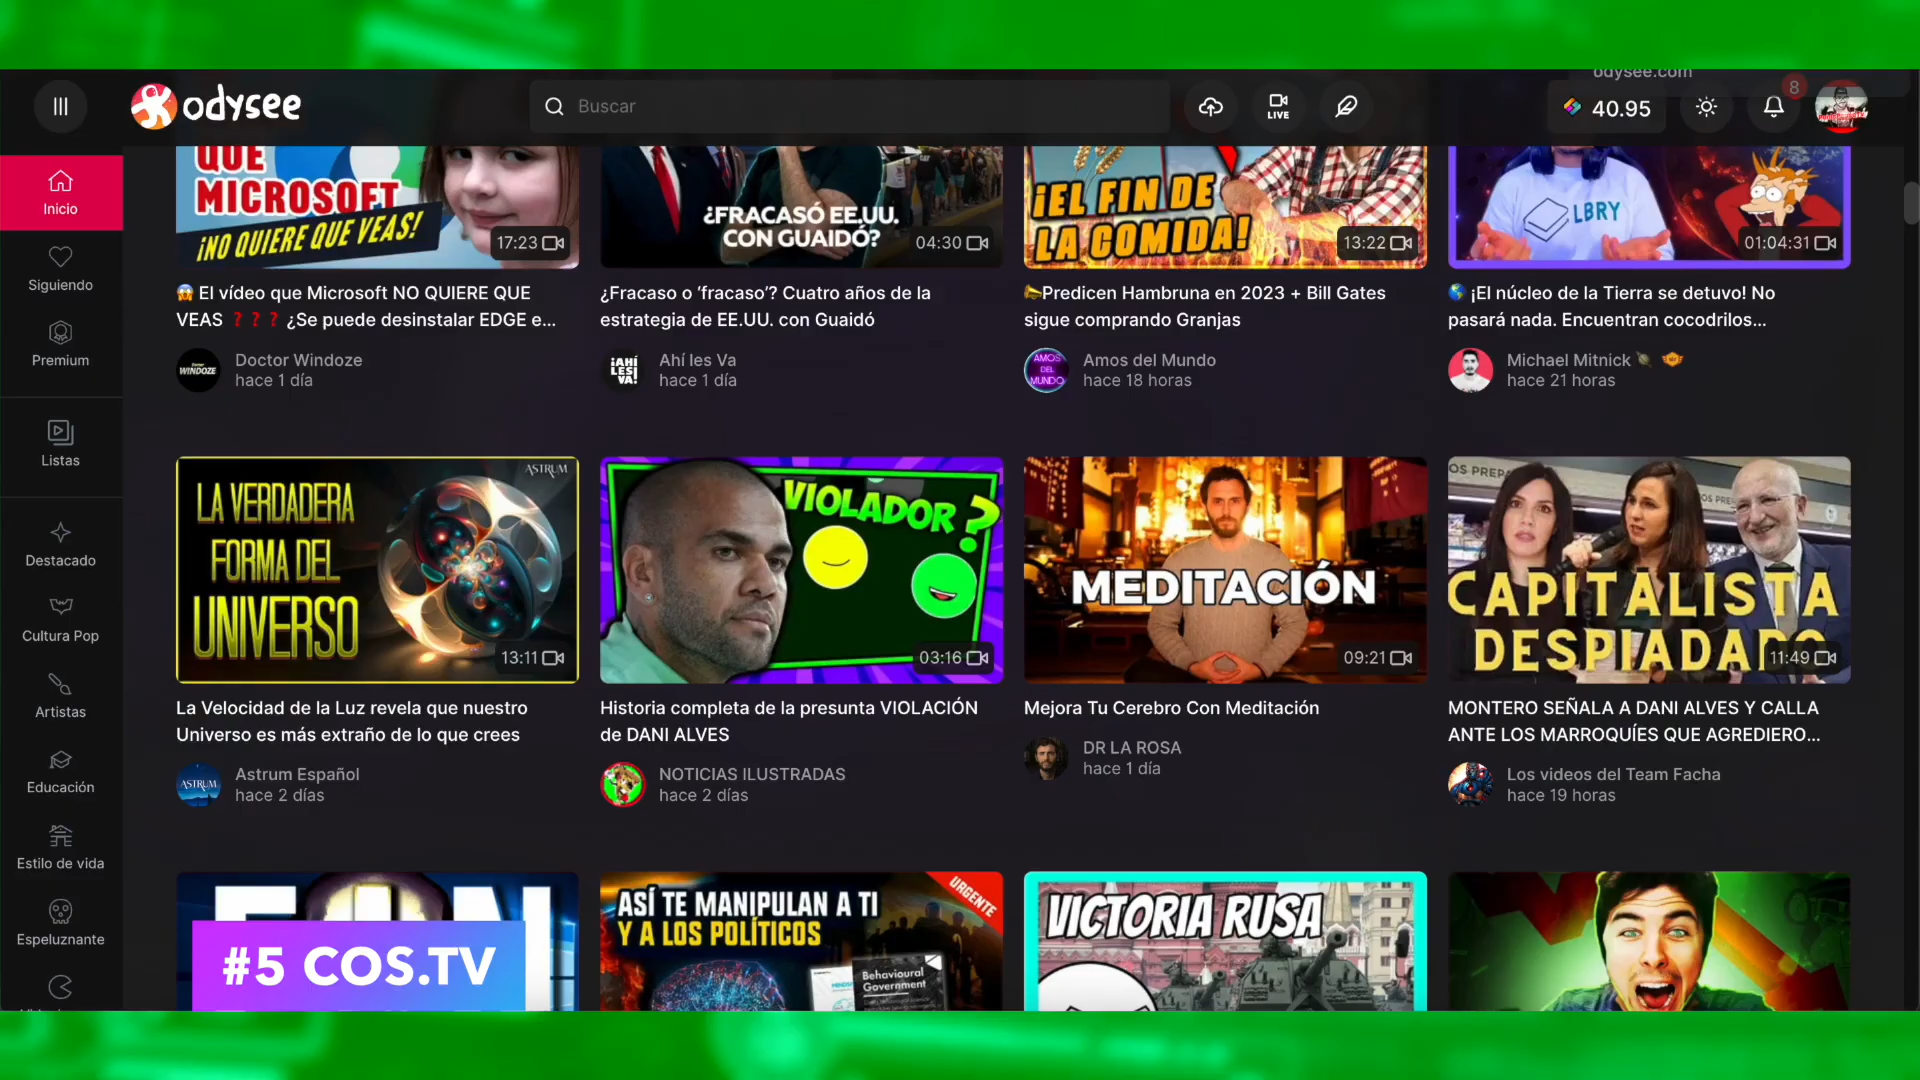 odysee.com
odysee
Buscar
LIVE
40.95
8
Inicio
Siguiendo
Premium
Listas
Destacado
Cultura Pop
Artistas
Educación
Estilo de vida
Espeluznante
QUE
MICROSOFT
¡NO QUIERE QUE VEAS!
17:23
😱 El vídeo que Microsoft NO QUIERE QUE
VEAS ❓❓❓ ¿Se puede desinstalar EDGE e...
WINDOZE
Doctor Windoze
hace 1 día
¿FRACASÓ EE.UU.
CON GUAIDÓ?
04:30
¿Fracaso o ‘fracaso’? Cuatro años de la
estrategia de EE.UU. con Guaidó
¡AHÍ
LES
VA!
Ahí les Va
hace 1 día
¡EL FIN DE
LA COMIDA!
13:22
📣Predicen Hambruna en 2023 + Bill Gates
sigue comprando Granjas
AMOS
DEL
MUNDO
Amos del Mundo
hace 18 horas
LBRY
01:04:31
🌎 ¡El núcleo de la Tierra se detuvo! No
pasará nada. Encuentran cocodrilos...
Michael Mitnick
hace 21 horas
ASTRUM
LA VERDADERA
FORMA DEL
UNIVERSO
13:11
La Velocidad de la Luz revela que nuestro
Universo es más extraño de lo que crees
ASTRUM
Astrum Español
hace 2 días
VIOLADOR?
03:16
Historia completa de la presunta VIOLACIÓN
de DANI ALVES
NOTICIAS ILUSTRADAS
hace 2 días
MEDITACIÓN
09:21
Mejora Tu Cerebro Con Meditación
DR LA ROSA
hace 1 día
CAPITALISTA
DESPIADADO
11:49
MONTERO SEÑALA A DANI ALVES Y CALLA
ANTE LOS MARROQUÍES QUE AGREDIERO...
Los videos del Team Facha
hace 19 horas
#5 COS.TV
ASÍ TE MANIPULAN A TI
Y A LOS POLÍTICOS
URGENTE
Behavioural
Government
VICTORIA RUSA